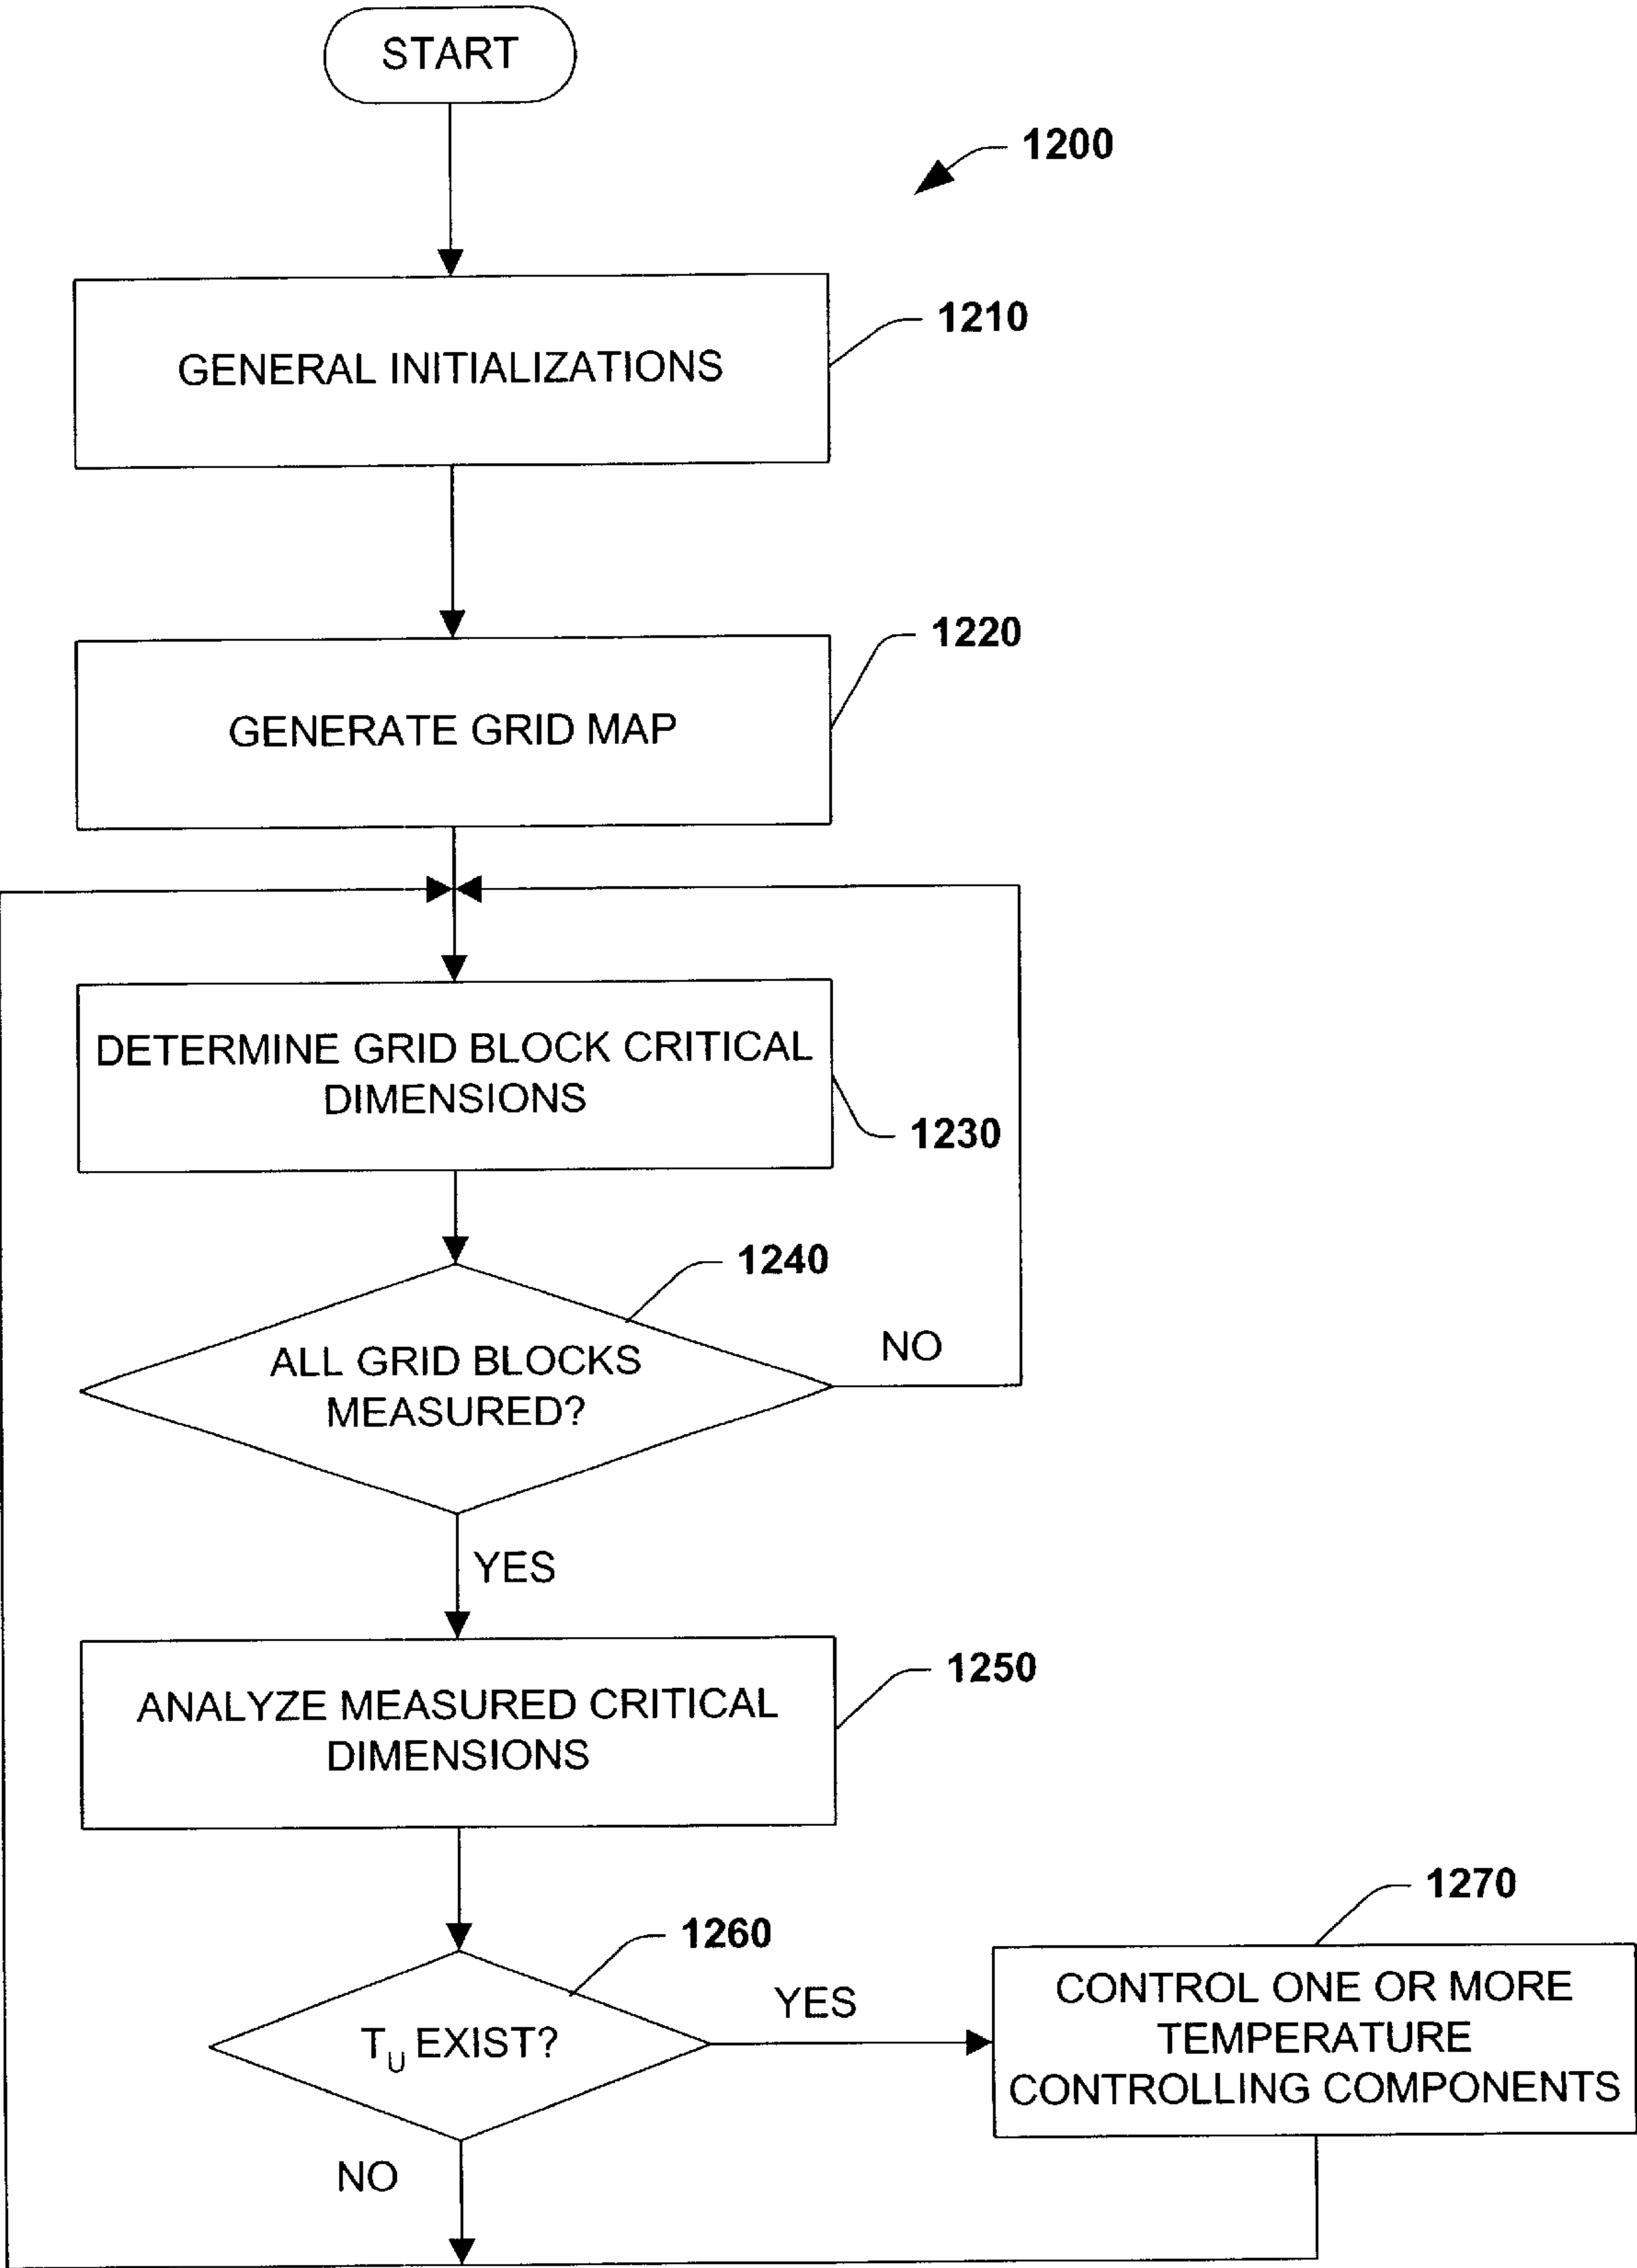 START
1200
1210
GENERAL INITIALIZATIONS
1220
GENERATE GRID MAP
DETERMINE GRID BLOCK CRITICAL
DIMENSIONS
1230
1240
ALL GRID BLOCKS
MEASURED?
NO
YES
1250
ANALYZE MEASURED CRITICAL
DIMENSIONS
1260
T_U EXIST?
YES
1270
CONTROL ONE OR MORE
TEMPERATURE
CONTROLLING COMPONENTS
NO